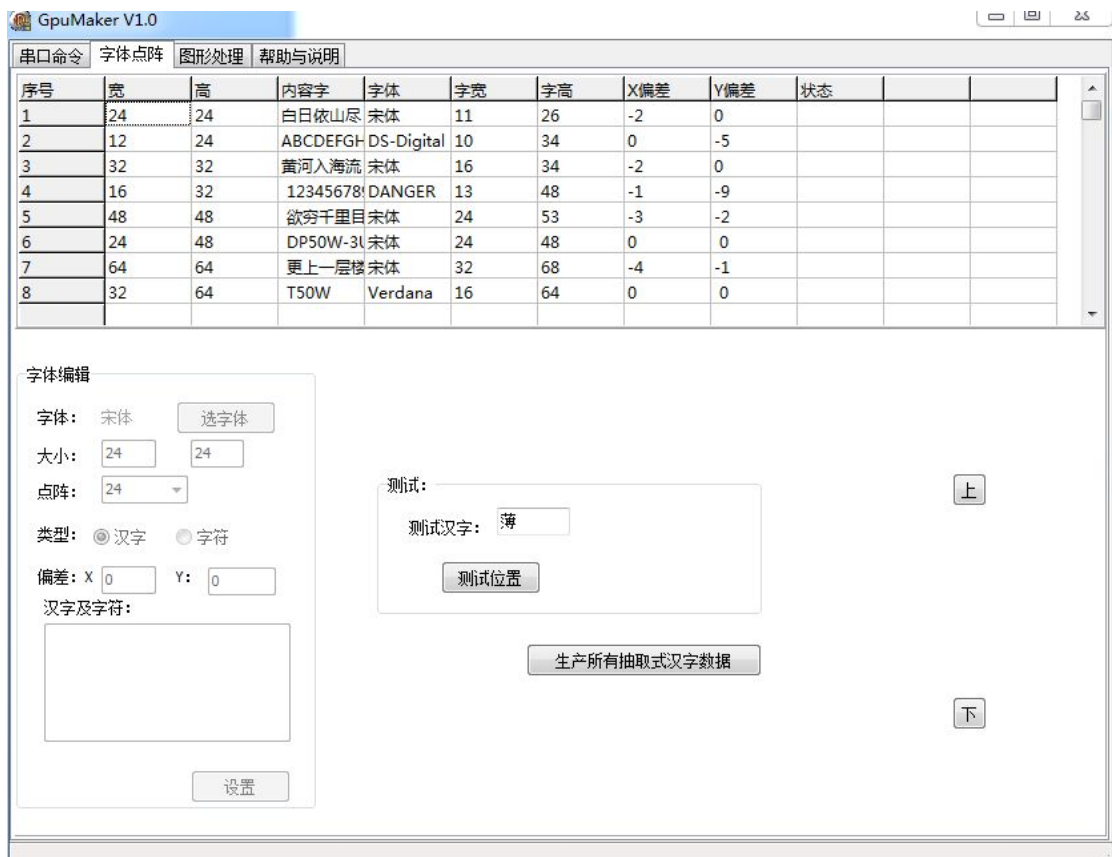 GpuMaker V1.0
串口命令 字体点阵 图形处理 帮助与说明
序号 宽 高 内容字 字体 字宽 字高 X偏差 Y偏差 状态
1 24 24 白日依山尽 宋体 11 26 -2 0
2 12 24 ABCDEFGH DS-Digital 10 34 0 -5
3 32 32 黄河入海流 宋体 16 34 -2 0
4 16 32 12345678 DANGER 13 48 -1 -9
5 48 48 欲穷千里目 宋体 24 53 -3 -2
6 24 48 DP50W-3U 宋体 24 48 0 0
7 64 64 更上一层楼 宋体 32 68 -4 -1
8 32 64 T50W Verdana 16 64 0 0
字体编辑
字体: 宋体 选字体
大小: 24 24
点阵: 24
类型: 汉字 字符
偏差: X 0 Y: 0
汉字及字符:
设置
测试:
测试汉字: 薄
测试位置
生产所有抽取式汉字数据
上
下